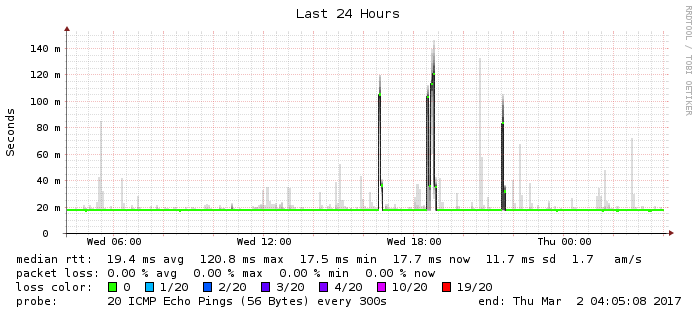 Last 24 Hours
RRDTOOL / TOBI OETIKER
Seconds
140 m
120 m
100 m
80 m
60 m
40 m
20 m
0
Wed 06:00 Wed 12:00 Wed 18:00 Thu 00:00
median rtt: 19.4 ms avg 120.8 ms max 17.5 ms min 17.7 ms now 11.7 ms sd 1.7 am/s
packet loss: 0.00 % avg 0.00 % max 0.00 % min 0.00 % now
loss color: 0 1/20 2/20 3/20 4/20 10/20 19/20
probe: 20 ICMP Echo Pings (56 Bytes) every 300s end: Thu Mar 2 04:05:08 2017